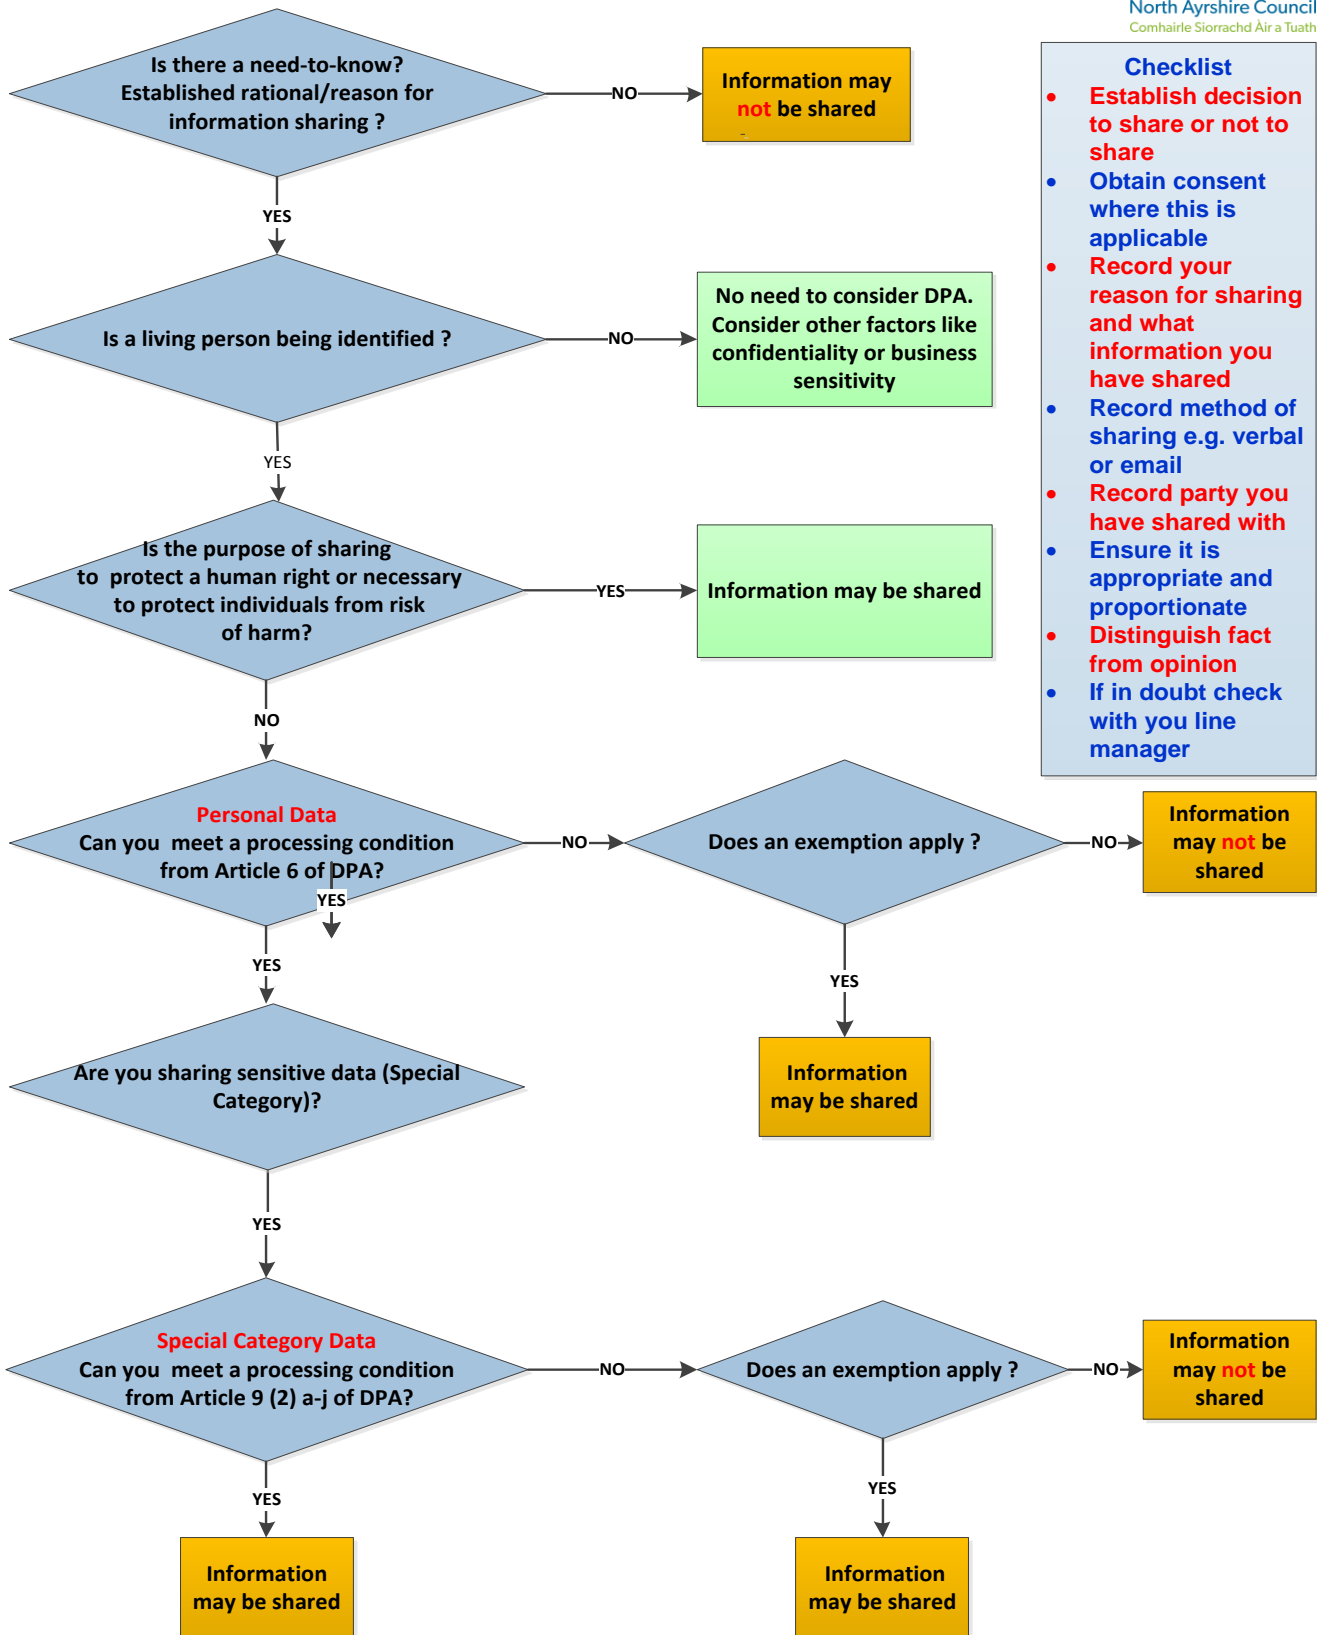 North Ayrshire Council
Comhairle Siorrachd Àir a Tuath
Is there a need-to-know?
Established rational/reason for
information sharing ?
NO
Information may
not be shared
YES
Is a living person being identified ?
NO
No need to consider DPA.
Consider other factors like
confidentiality or business
sensitivity
YES
Is the purpose of sharing
to protect a human right or necessary
to protect individuals from risk
of harm?
YES
Information may be shared
NO
Checklist
• Establish decision
to share or not to
share
• Obtain consent
where this is
applicable
• Record your
reason for sharing
and what
information you
have shared
• Record method of
sharing e.g. verbal
or email
• Record party you
have shared with
• Ensure it is
appropriate and
proportionate
• Distinguish fact
from opinion
• If in doubt check
with you line
manager
Personal Data
Can you meet a processing condition
from Article 6 of DPA?
YES
NO
Does an exemption apply ?
NO
Information
may not be
shared
YES
YES
Information
may be shared
Are you sharing sensitive data (Special
Category)?
YES
Special Category Data
Can you meet a processing condition
from Article 9 (2) a-j of DPA?
NO
Does an exemption apply ?
NO
Information
may not be
shared
YES
YES
Information
may be shared
Information
may be shared